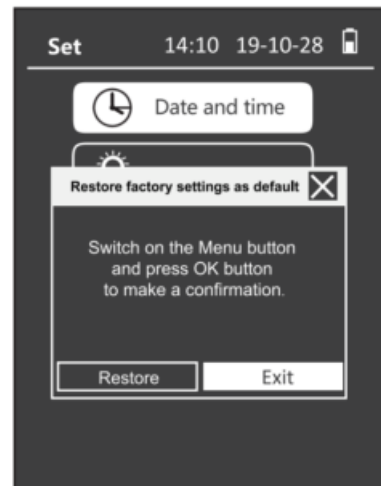 Set 14:10 19-10-28
Date and time
Restore factory settings as default
Switch on the Menu button
and press OK button
to make a confirmation.
Restore Exit